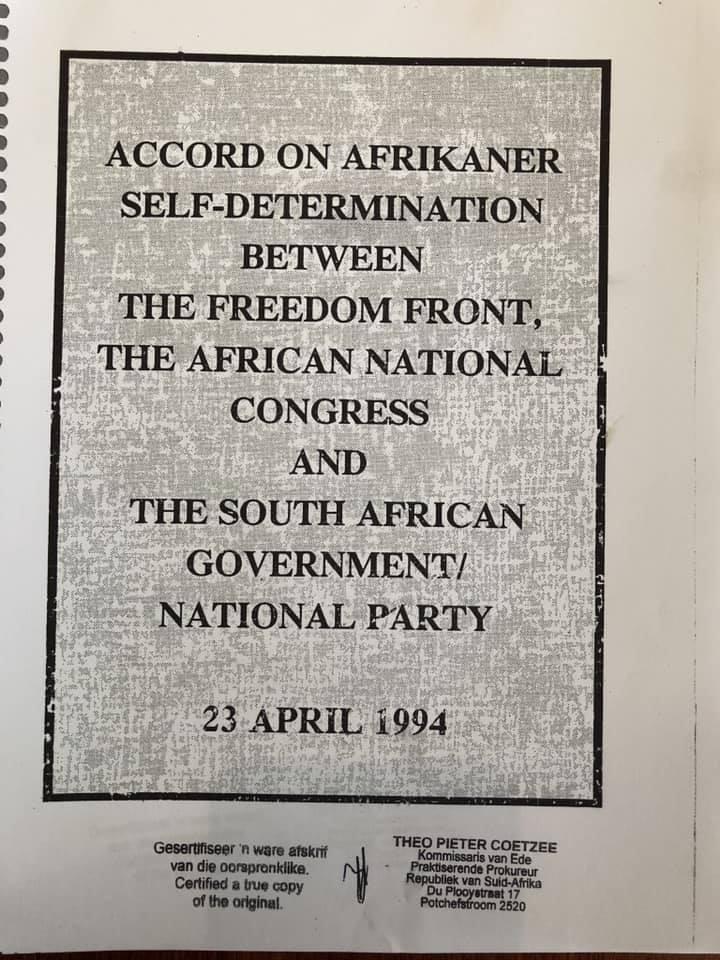 ACCORD ON AFRIKANER
SELF-DETERMINATION
BETWEEN
THE FREEDOM FRONT,
THE AFRICAN NATIONAL
CONGRESS
AND
THE SOUTH AFRICAN
GOVERNMENT/
NATIONAL PARTY
23 APRIL 1994
Gesertifiseer 'n ware afskrif
van die oorspronklike.
Certified a true copy
of the original.
THEO PIETER COETZEE
Kommissaris van Ede
Praktiserende Prokureur
Republiek van Suid-Afrika
Du Plooystraat 17
Potchefstroom 2520